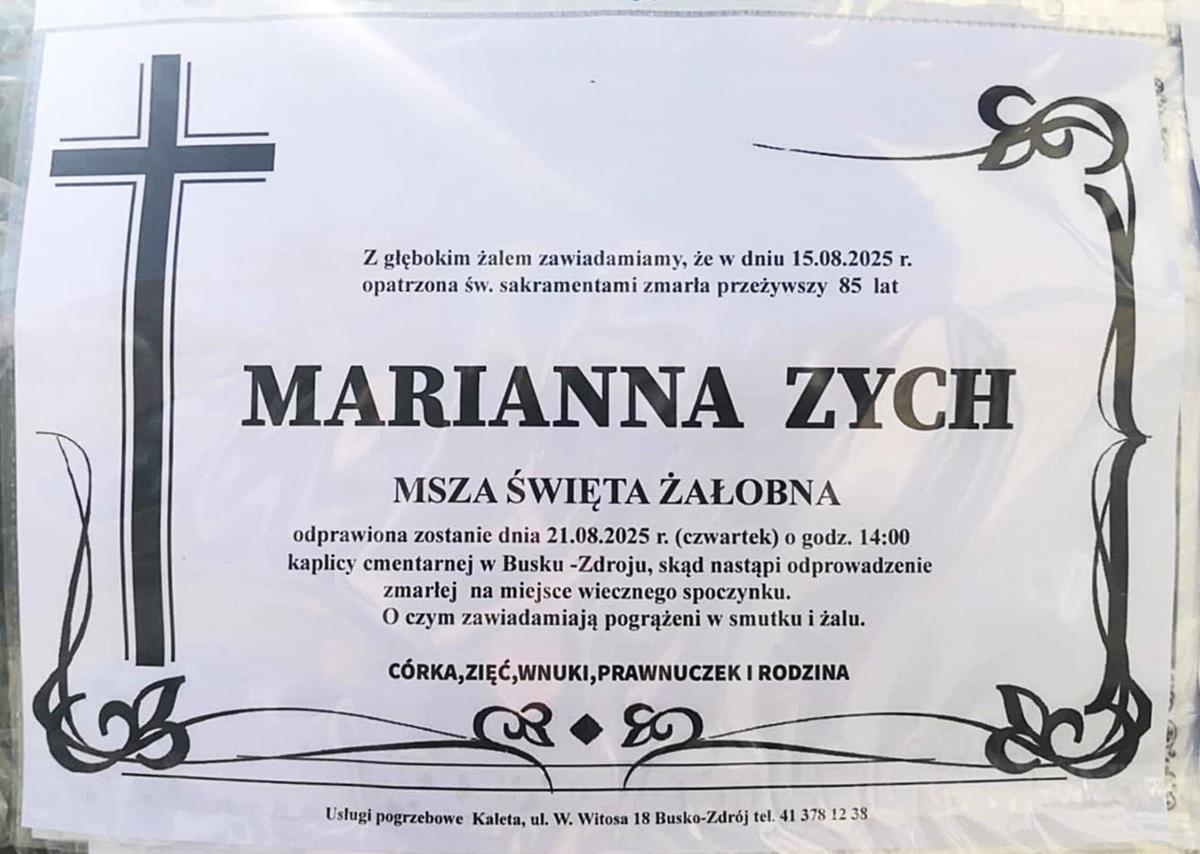 Z głębokim żalem zawiadamiamy, że w dniu 15.08.2025 r.
opatrzona św. sakramentami zmarła przeżywszy 85 lat
MARIANNA ZYCH
MSZA ŚWIĘTA ŻAŁOBNA
odprawiona zostanie dnia 21.08.2025 r. (czwartek) o godz. 14:00
kaplicy cmentarnej w Busku -Zdroju, skąd nastąpi odprowadzenie
zmarłej na miejsce wiecznego spoczynku.
O czym zawiadamiają pogrążeni w smutku i żalu.
CÓRKA,ZIĘĆ,WNUKI,PRAWNUCZEK I RODZINA
Usługi pogrzebowe Kaleta, ul. W. Witosa 18 Busko-Zdrój tel. 41 378 12 38